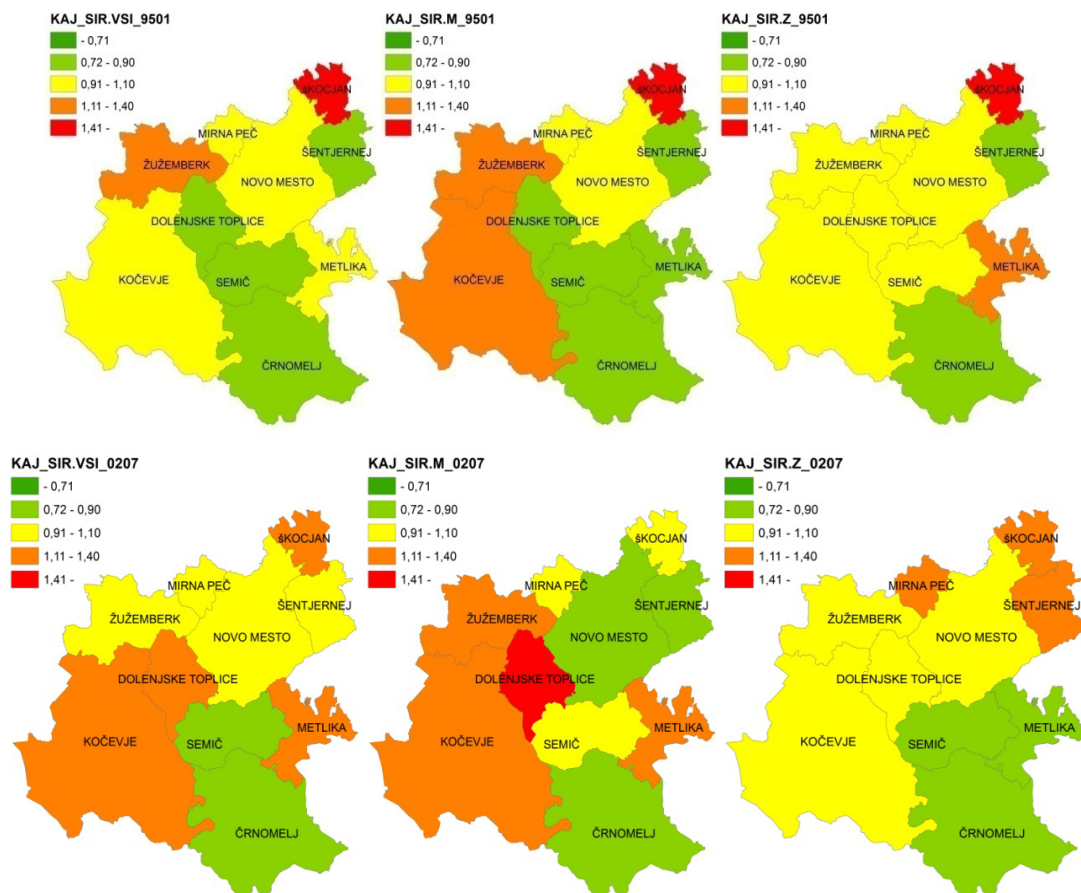 KAJ_SIR.VSI_9501
- 0,71
0,72 - 0,90
0,91 - 1,10
1,11 - 1,40
1,41 -
šKOCJAN
MIRNA PEČ
ŠENTJERNEJ
ŽUŽEMBERK
NOVO MESTO
DOLENJSKE TOPLICE
METLIKA
KOČEVJE
SEMIČ
ČRNOMELJ
KAJ_SIR.M_9501
- 0,71
0,72 - 0,90
0,91 - 1,10
1,11 - 1,40
1,41 -
šKOCJAN
MIRNA PEČ
ŠENTJERNEJ
ŽUŽEMBERK
NOVO MESTO
DOLENJSKE TOPLICE
METLIKA
KOČEVJE
SEMIČ
ČRNOMELJ
KAJ_SIR.Z_9501
- 0,71
0,72 - 0,90
0,91 - 1,10
1,11 - 1,40
1,41 -
šKOCJAN
MIRNA PEČ
ŠENTJERNEJ
ŽUŽEMBERK
NOVO MESTO
DOLENJSKE TOPLICE
METLIKA
KOČEVJE
SEMIČ
ČRNOMELJ
KAJ_SIR.VSI_0207
- 0,71
0,72 - 0,90
0,91 - 1,10
1,11 - 1,40
1,41 -
šKOCJAN
MIRNA PEČ
ŠENTJERNEJ
ŽUŽEMBERK
NOVO MESTO
DOLENJSKE TOPLICE
METLIKA
KOČEVJE
SEMIČ
ČRNOMELJ
KAJ_SIR.M_0207
- 0,71
0,72 - 0,90
0,91 - 1,10
1,11 - 1,40
1,41 -
šKOCJAN
MIRNA PEČ
ŠENTJERNEJ
ŽUŽEMBERK
NOVO MESTO
DOLENJSKE TOPLICE
METLIKA
KOČEVJE
SEMIČ
ČRNOMELJ
KAJ_SIR.Z_0207
- 0,71
0,72 - 0,90
0,91 - 1,10
1,11 - 1,40
1,41 -
šKOCJAN
MIRNA PEČ
ŠENTJERNEJ
ŽUŽEMBERK
NOVO MESTO
DOLENJSKE TOPLICE
METLIKA
KOČEVJE
SEMIČ
ČRNOMELJ